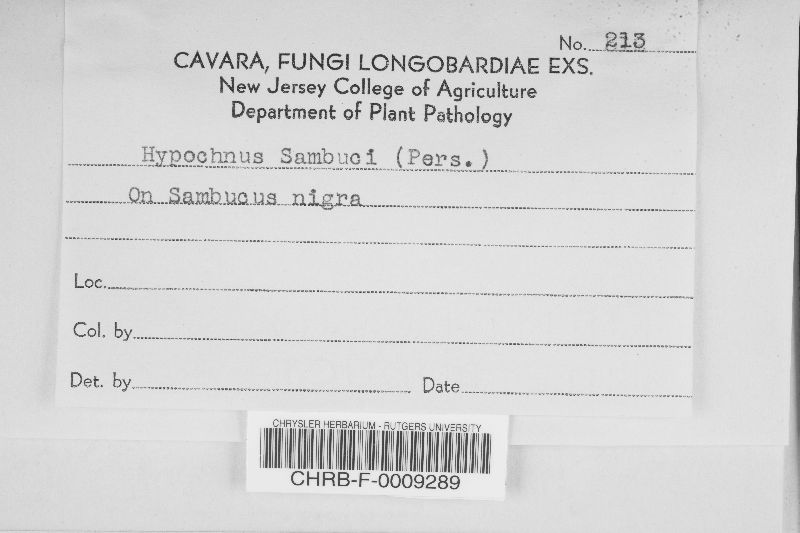 No. 213
CAVARA, FUNGI LONGOBARDIAE EXS.
New Jersey College of Agriculture
Department of Plant Pathology
Hypochnus Sambuci (Pers.)
On Sambucus nigra
Loc.
Col. by
Det. by Date
CHRYSLER HERBARIUM - RUTGERS UNIVERSITY
CHRB-F-0009289